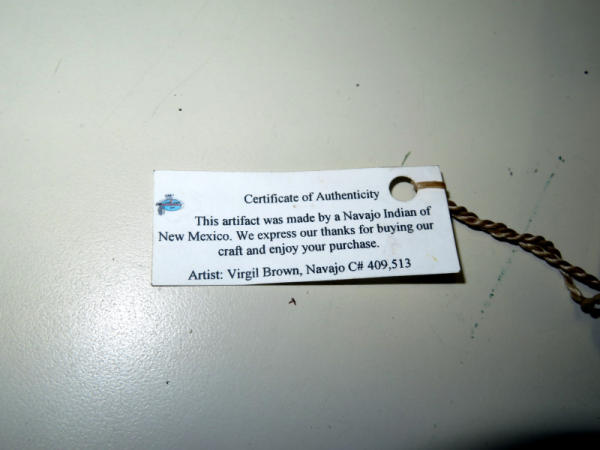 Certificate of Authenticity
This artifact was made by a Navajo Indian of
New Mexico. We express our thanks for buying our
craft and enjoy your purchase.
Artist: Virgil Brown, Navajo C# 409,513